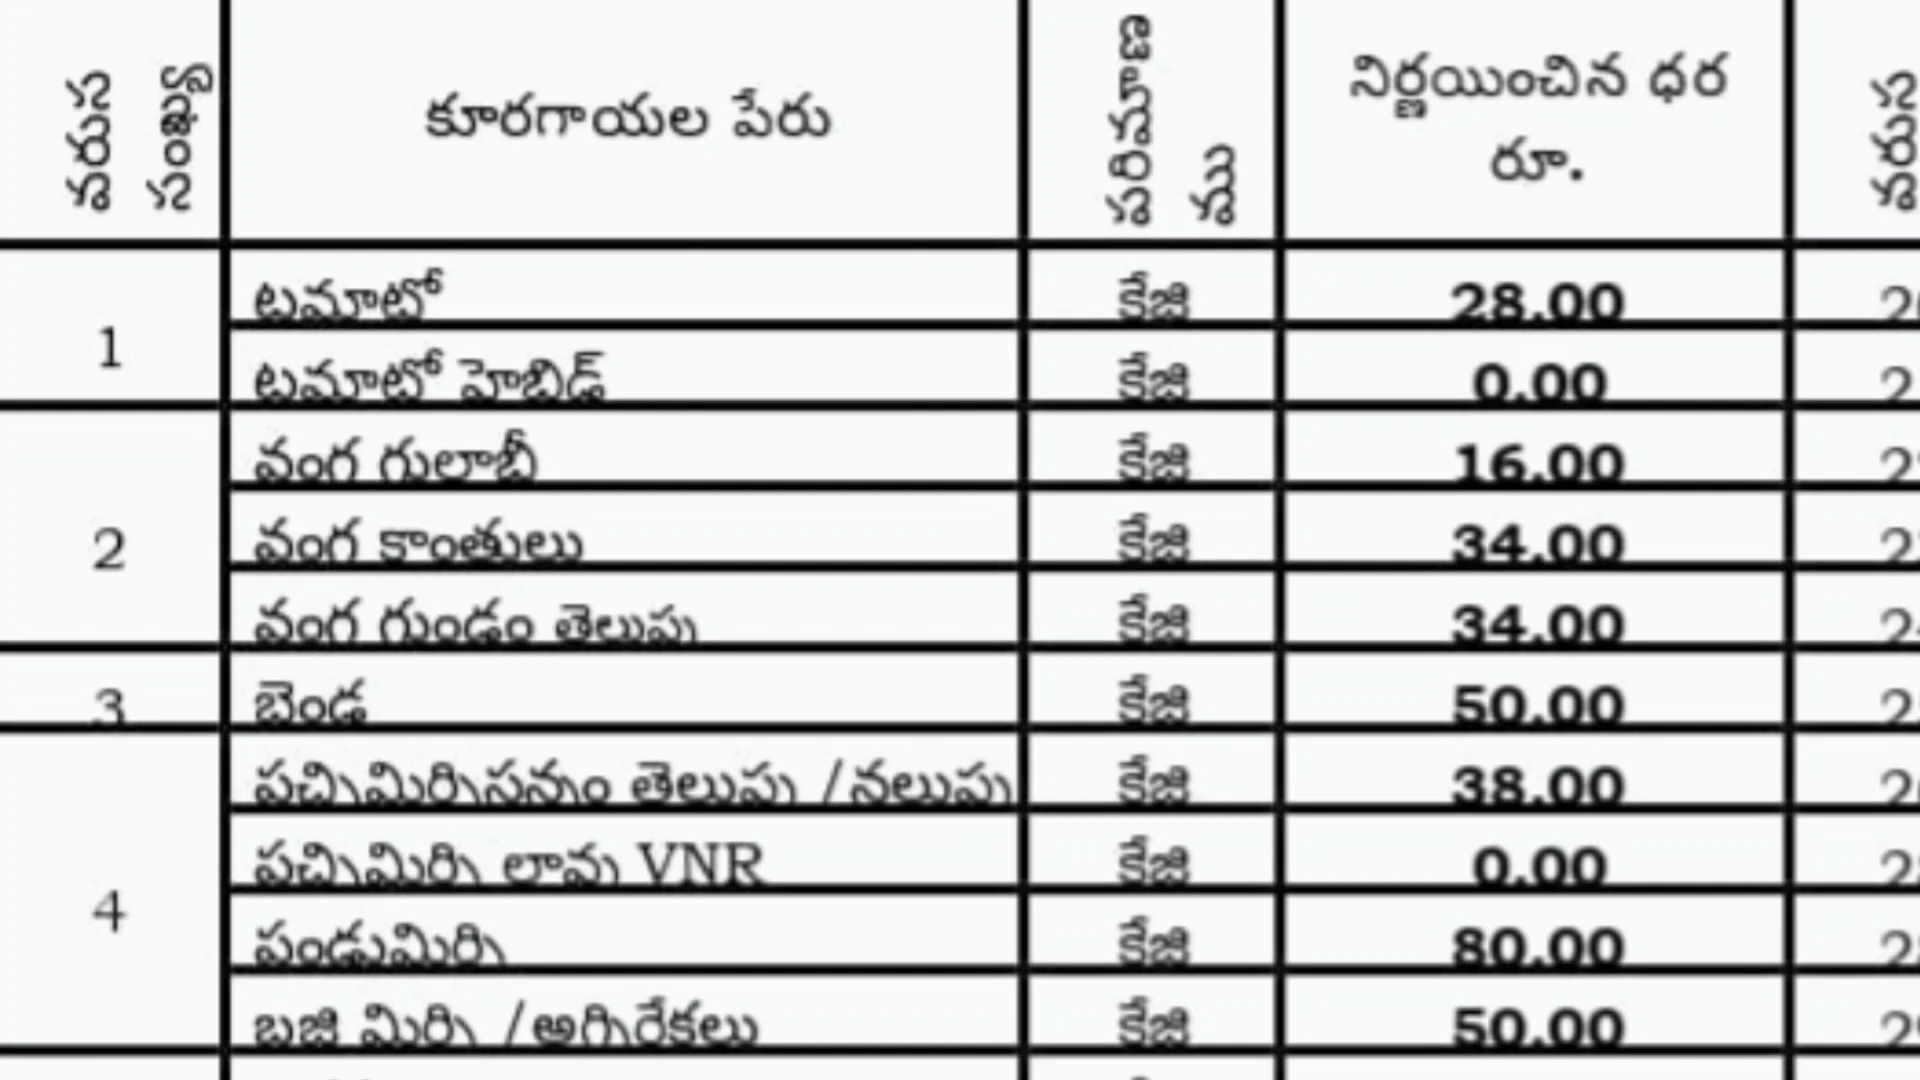 వరుస సంఖ్య కూరగాయల పేరు పరిమాణము నిర్ణయించిన ధర రూ. వరుస
1 టమాటో కేజి 28.00
టమాటో హైబ్రిడ్ కేజి 0.00
2 వంగ గులాబీ కేజి 16.00
వంగ కాంతులు కేజి 34.00
వంగ గుండ్రం తెలుపు కేజి 34.00
3 బెండ కేజి 50.00
4 పచ్చిమిర్చిసన్నం తెలుపు /నలుపు కేజి 38.00
పచ్చిమిర్చి లావు VNR కేజి 0.00
పండుమిర్చి కేజి 80.00
బజ్జి మిర్చి /అగ్నిరేకలు కేజి 50.00